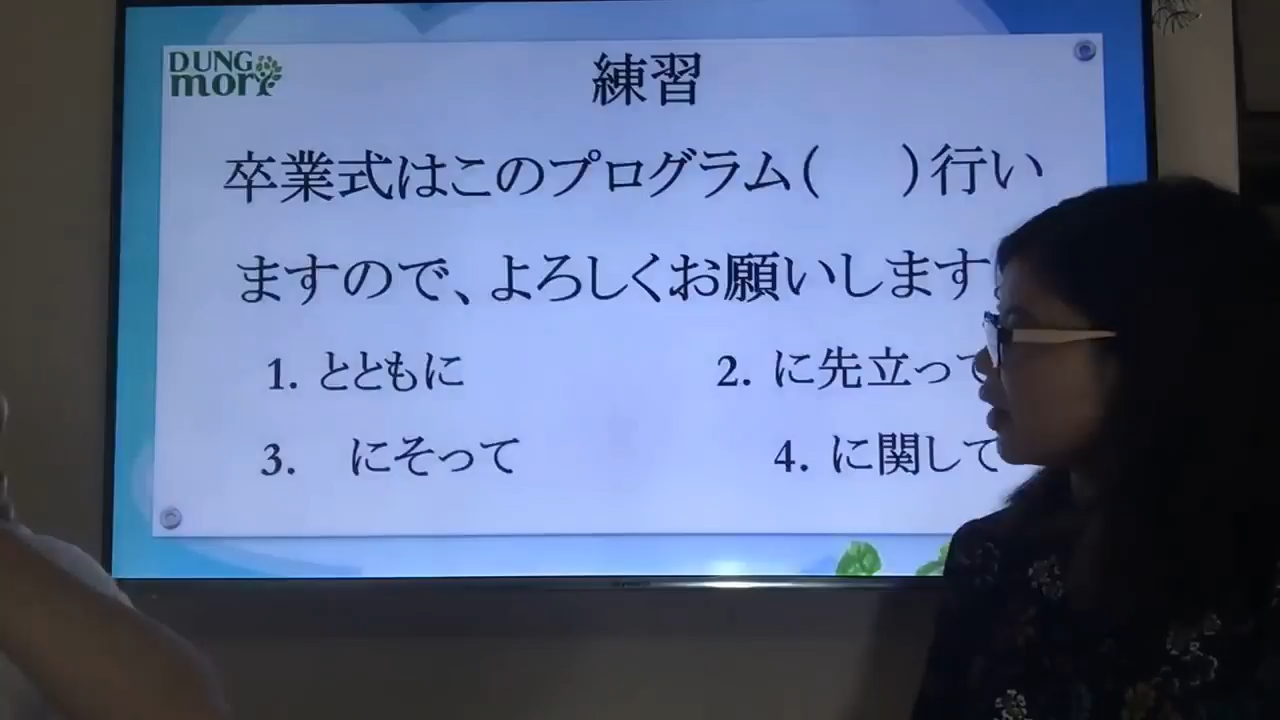 DUNG
mori
練習
卒業式はこのプログラム(　　)行い
ますので、よろしくお願いします
1. とともに
2. に先立って
3. にそって
4. に関して